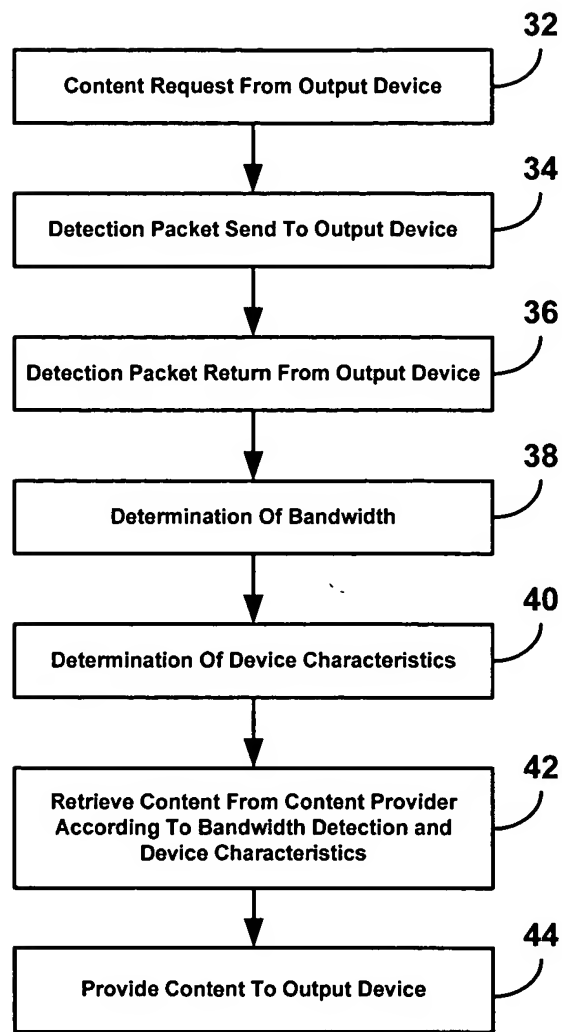 32
Content Request From Output Device
34
Detection Packet Send To Output Device
36
Detection Packet Return From Output Device
38
Determination Of Bandwidth
40
Determination Of Device Characteristics
42
Retrieve Content From Content Provider
According To Bandwidth Detection and
Device Characteristics
44
Provide Content To Output Device